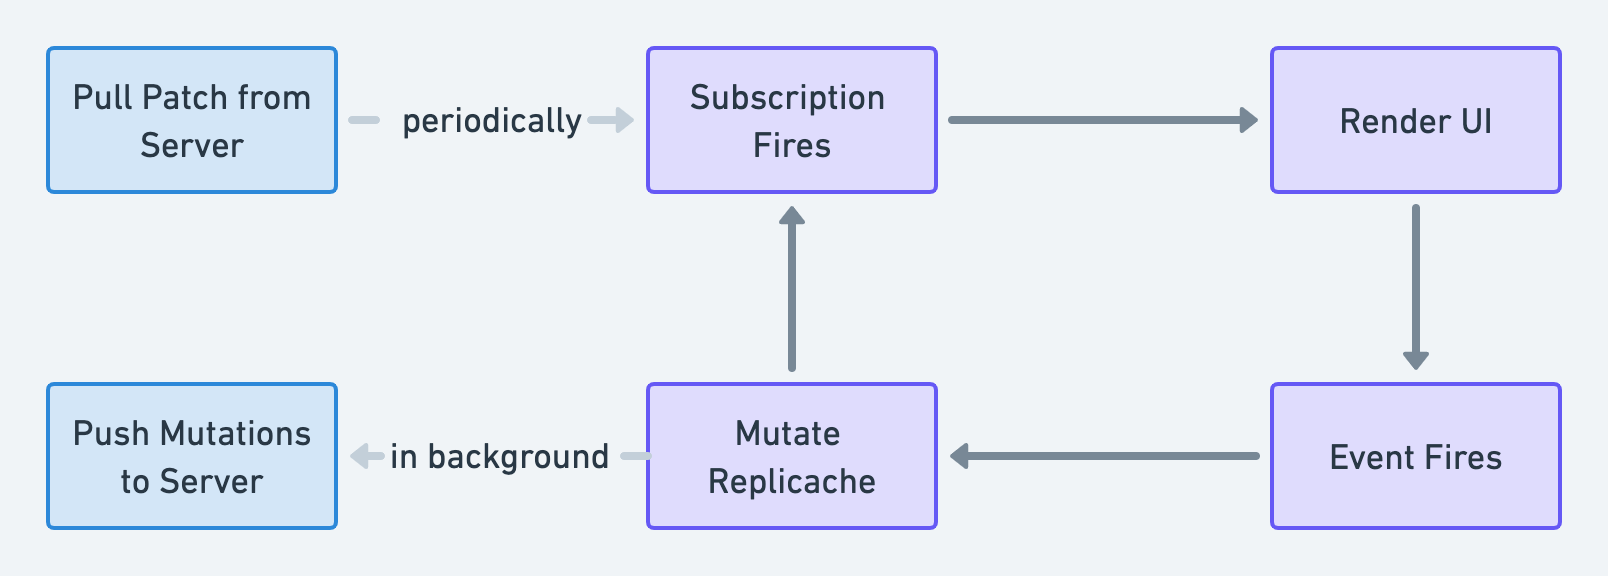 Pull Patch from
Server
periodically
Subscription
Fires
Render UI
Push Mutations
to Server
in background
Mutate
Replicache
Event Fires